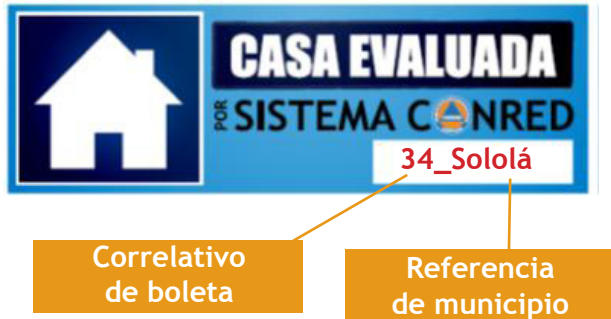 CASA EVALUADA
POR SISTEMA CONRED
34_Sololá
Correlativo
de boleta
Referencia
de municipio